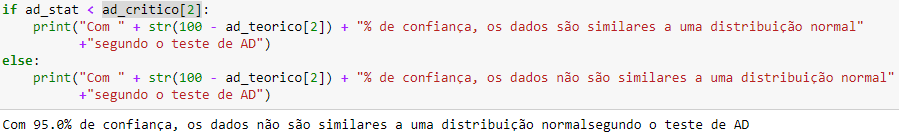 if ad_stat < ad_critico[2]:
    print("Com " + str(100 - ad_teorico[2]) + "% de confiança, os dados são similares a uma distribuição normal"
          +"segundo o teste de AD")
else:
    print("Com " + str(100 - ad_teorico[2]) + "% de confiança, os dados não são similares a uma distribuição normal"
          +"segundo o teste de AD")
Com 95.0% de confiança, os dados não são similares a uma distribuição normalsegundo o teste de AD